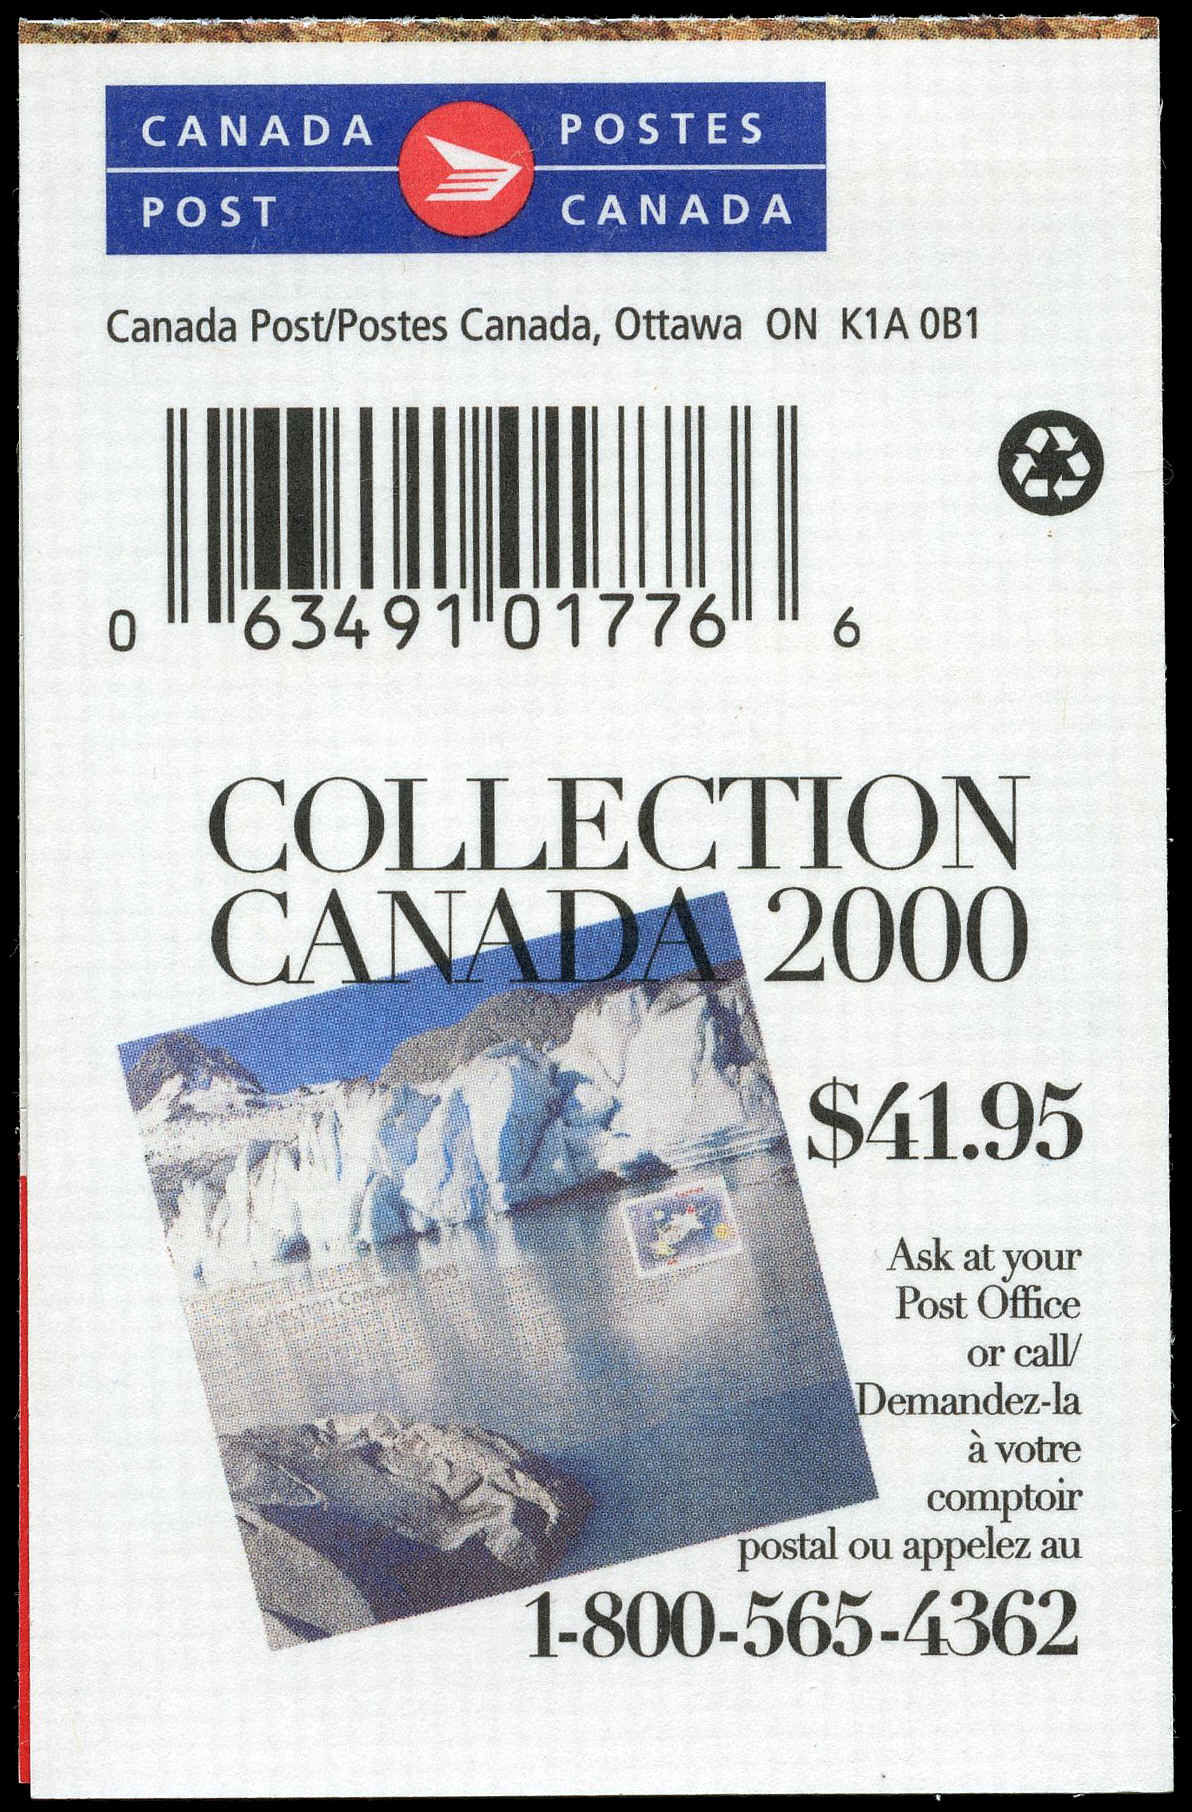 CANADA POSTES
POST CANADA
Canada Post/Postes Canada, Ottawa ON K1A 0B1
0 63491 01776 6
COLLECTION
CANADA 2000
$41.95
Ask at your
Post Office
or call/
Demandez-la
à votre
comptoir
postal ou appelez au
1-800-565-4362